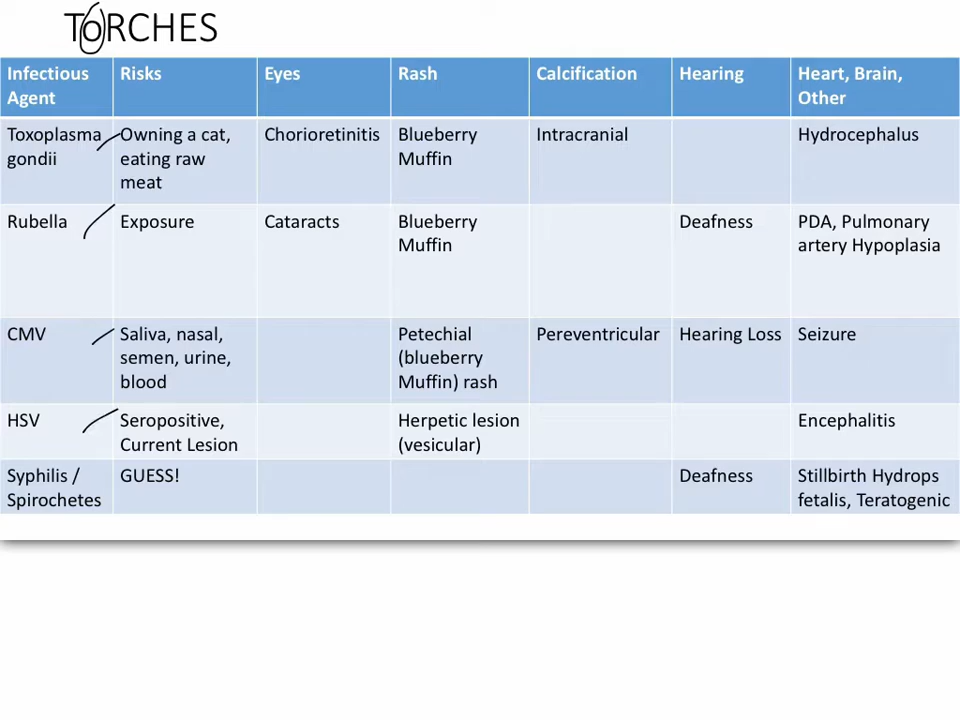 TORCHES
Infectious Agent | Risks | Eyes | Rash | Calcification | Hearing | Heart, Brain, Other
Toxoplasma gondii | Owning a cat, eating raw meat | Chorioretinitis | Blueberry Muffin | Intracranial | | Hydrocephalus
Rubella | Exposure | Cataracts | Blueberry Muffin | | Deafness | PDA, Pulmonary artery Hypoplasia
CMV | Saliva, nasal, semen, urine, blood | | Petechial (blueberry Muffin) rash | Pereventricular | Hearing Loss | Seizure
HSV | Seropositive, Current Lesion | | Herpetic lesion (vesicular) | | | Encephalitis
Syphilis / Spirochetes | GUESS! | | | | Deafness | Stillbirth Hydrops fetalis, Teratogenic